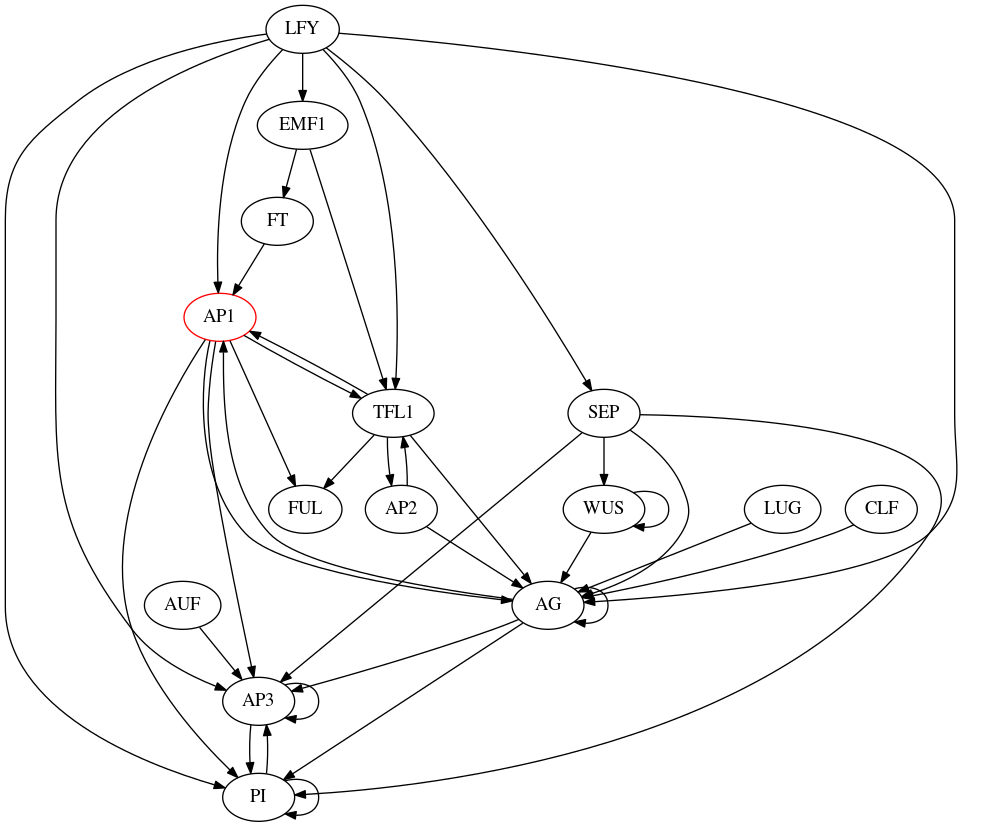 LFY
EMF1
FT
AP1
TFL1
SEP
FUL
AP2
WUS
LUG
CLF
AUF
AG
AP3
PI